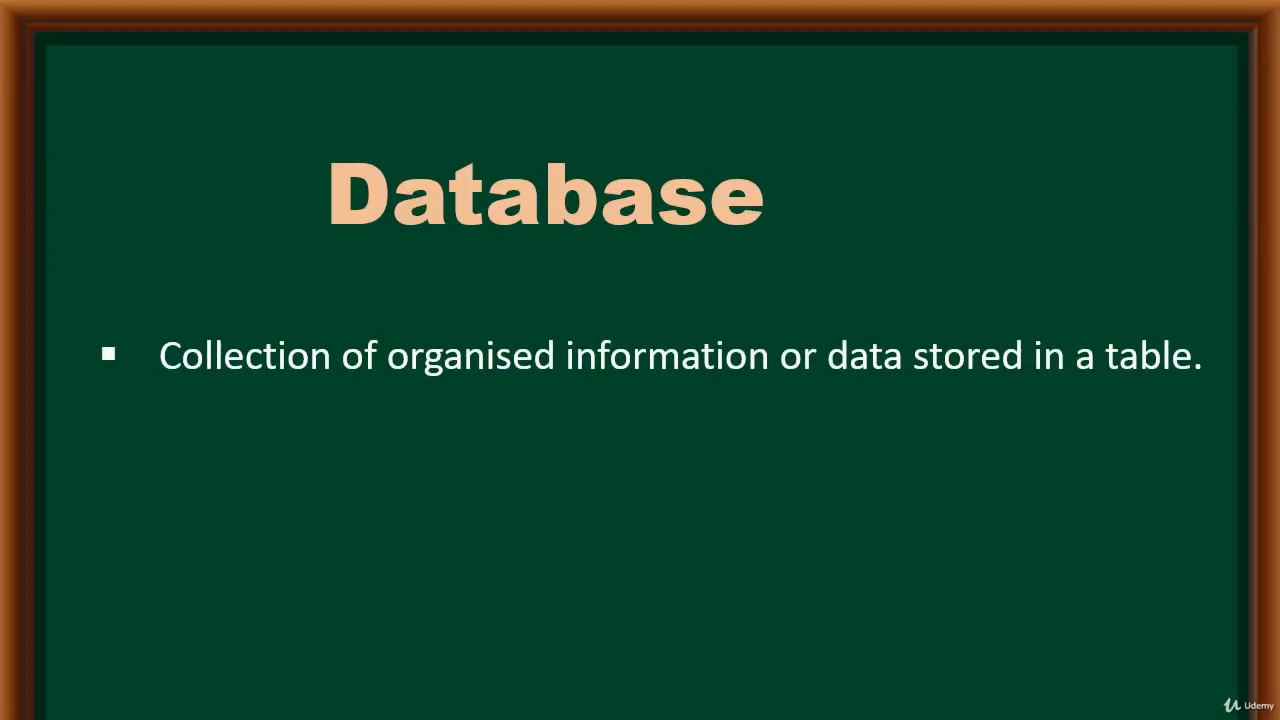 Database
▪ Collection of organised information or data stored in a table.
Udemy